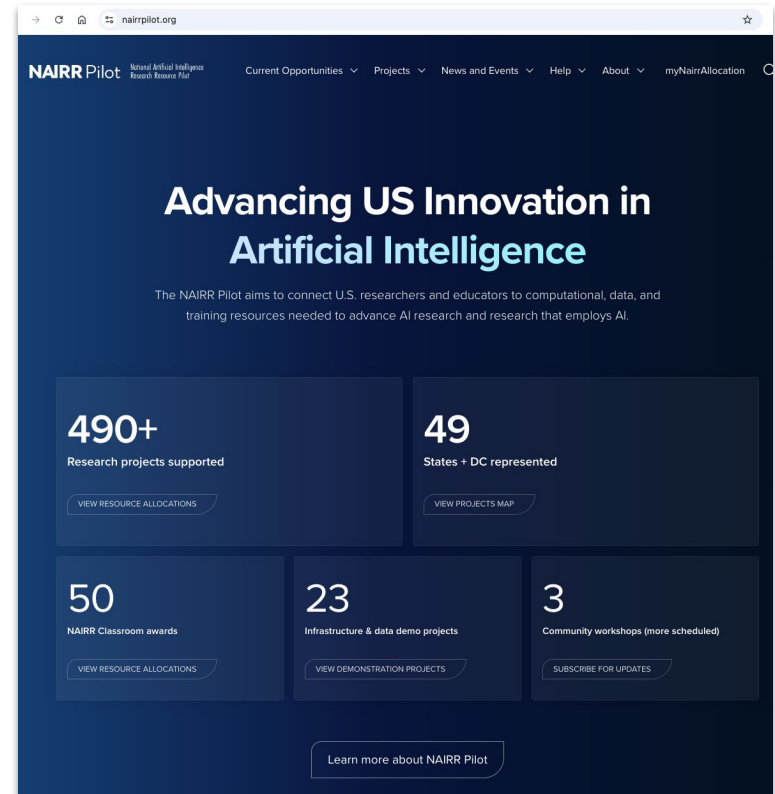 nairrpilot.org
NAIRR Pilot National Artificial Intelligence
Research Resource Pilot
Current Opportunities Projects News and Events Help About myNairrAllocation
Advancing US Innovation in
Artificial Intelligence
The NAIRR Pilot aims to connect U.S. researchers and educators to computational, data, and
training resources needed to advance AI research and research that employs AI.
490+
Research projects supported
VIEW RESOURCE ALLOCATIONS
49
States + DC represented
VIEW PROJECTS MAP
50
NAIRR Classroom awards
VIEW RESOURCE ALLOCATIONS
23
Infrastructure & data demo projects
VIEW DEMONSTRATION PROJECTS
3
Community workshops (more scheduled)
SUBSCRIBE FOR UPDATES
Learn more about NAIRR Pilot